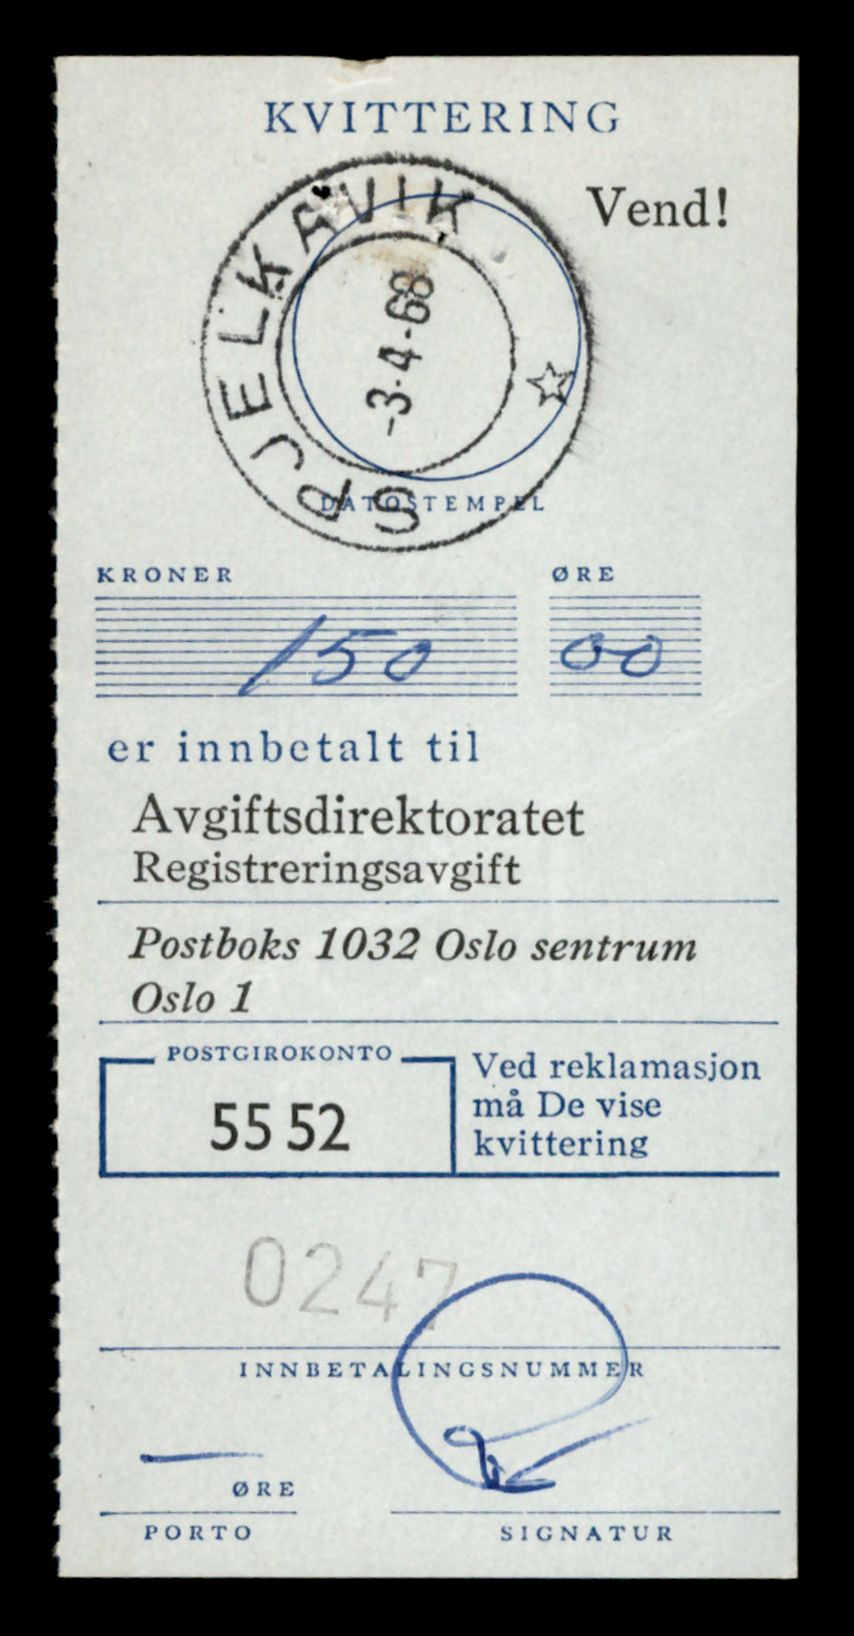 KVITTERING
Vend!
SPJELKAVIK
-3.4.68
DATOSTEMPEL
KRONER ØRE
150 00
er innbetalt til
Avgiftsdirektoratet
Registreringsavgift
Postboks 1032 Oslo sentrum
Oslo 1
POSTGIROKONTO
55 52
Ved reklamasjon
må De vise
kvittering
0247
INNBETALINGSNUMMER
ØRE
PORTO SIGNATUR